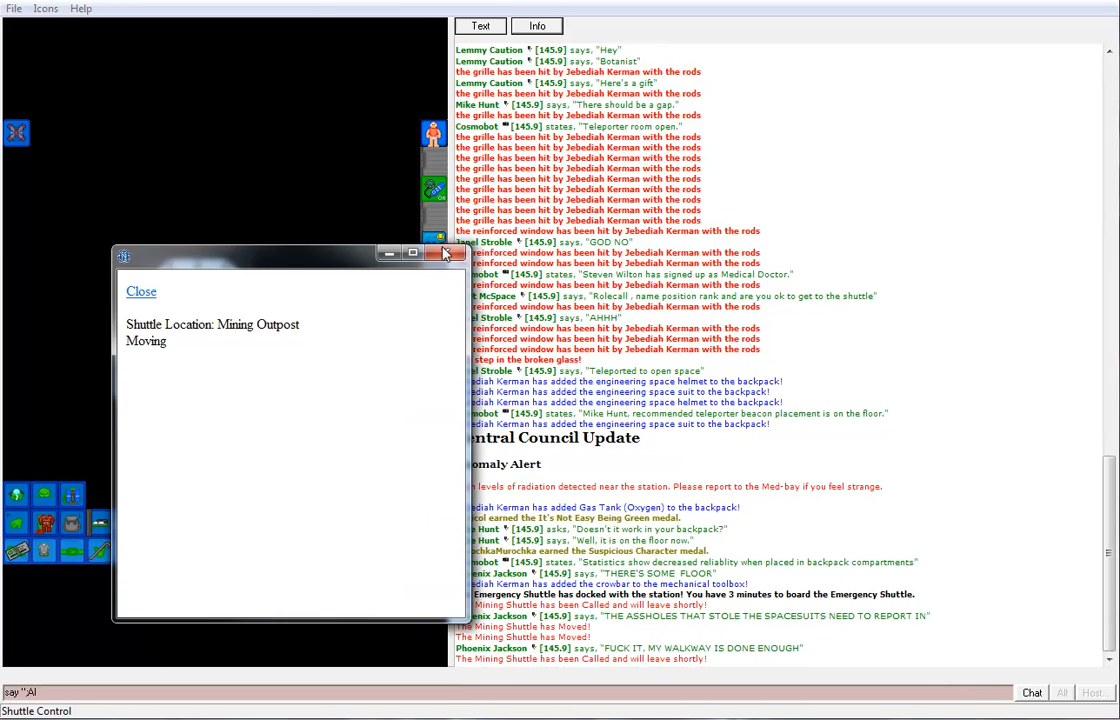 File Icons Help
Text Info
Lemmy Caution [145.9] says, "Hey"
Lemmy Caution [145.9] says, "Botanist"
the grille has been hit by Jebediah Kerman with the rods
Lemmy Caution [145.9] says, "Here's a gift"
the grille has been hit by Jebediah Kerman with the rods
Mike Hunt [145.9] says, "There should be a gap."
the grille has been hit by Jebediah Kerman with the rods
Cosmobot [145.9] states, "Teleporter room open."
the grille has been hit by Jebediah Kerman with the rods
the grille has been hit by Jebediah Kerman with the rods
the grille has been hit by Jebediah Kerman with the rods
the grille has been hit by Jebediah Kerman with the rods
the grille has been hit by Jebediah Kerman with the rods
the grille has been hit by Jebediah Kerman with the rods
the grille has been hit by Jebediah Kerman with the rods
the grille has been hit by Jebediah Kerman with the rods
the reinforced window has been hit by Jebediah Kerman with the rods
Stroble [145.9] says, "GOD NO"
reinforced window has been hit by Jebediah Kerman with the rods
reinforced window has been hit by Jebediah Kerman with the rods
[145.9] states, "Steven Wilton has signed up as Medical Doctor."
reinforced window has been hit by Jebediah Kerman with the rods
McSpace [145.9] says, "Rolecall , name position rank and are you ok to get to the shuttle"
reinforced window has been hit by Jebediah Kerman with the rods
Stroble [145.9] says, "AHHH"
reinforced window has been hit by Jebediah Kerman with the rods
reinforced window has been hit by Jebediah Kerman with the rods
reinforced window has been hit by Jebediah Kerman with the rods
step in the broken glass!
Stroble [145.9] says, "Teleported to open space"
Kerman has added the engineering space helmet to the backpack!
Kerman has added the engineering space suit to the backpack!
Kerman has added the engineering space helmet to the backpack!
[145.9] states, "Mike Hunt, recommended teleporter beacon placement is on the floor."
Kerman has added the engineering space suit to the backpack!
Council Update
Alert
levels of radiation detected near the station. Please report to the Med-bay if you feel strange.
Kerman has added Gas Tank (Oxygen) to the backpack!
earned the It's Not Easy Being Green medal.
Hunt [145.9] asks, "Doesn't it work in your backpack?"
Hunt [145.9] says, "Well, it is on the floor now."
earned the Suspicious Character medal.
[145.9] states, "Statistics show decreased reliablity when placed in backpack compartments"
Jackson [145.9] says, "THERE'S SOME FLOOR"
Kerman has added the crowbar to the mechanical toolbox!
Emergency Shuttle has docked with the station! You have 3 minutes to board the Emergency Shuttle.
Mining Shuttle has been Called and will leave shortly!
Jackson [145.9] says, "THE ASSHOLES THAT STOLE THE SPACESUITS NEED TO REPORT IN"
The Mining Shuttle has Moved!
The Mining Shuttle has Moved!
Phoenix Jackson [145.9] says, "FUCK IT, MY WALKWAY IS DONE ENOUGH"
The Mining Shuttle has been Called and will leave shortly!
Close
Shuttle Location: Mining Outpost
Moving
say ";Al
Chat Alt Host...
Shuttle Control